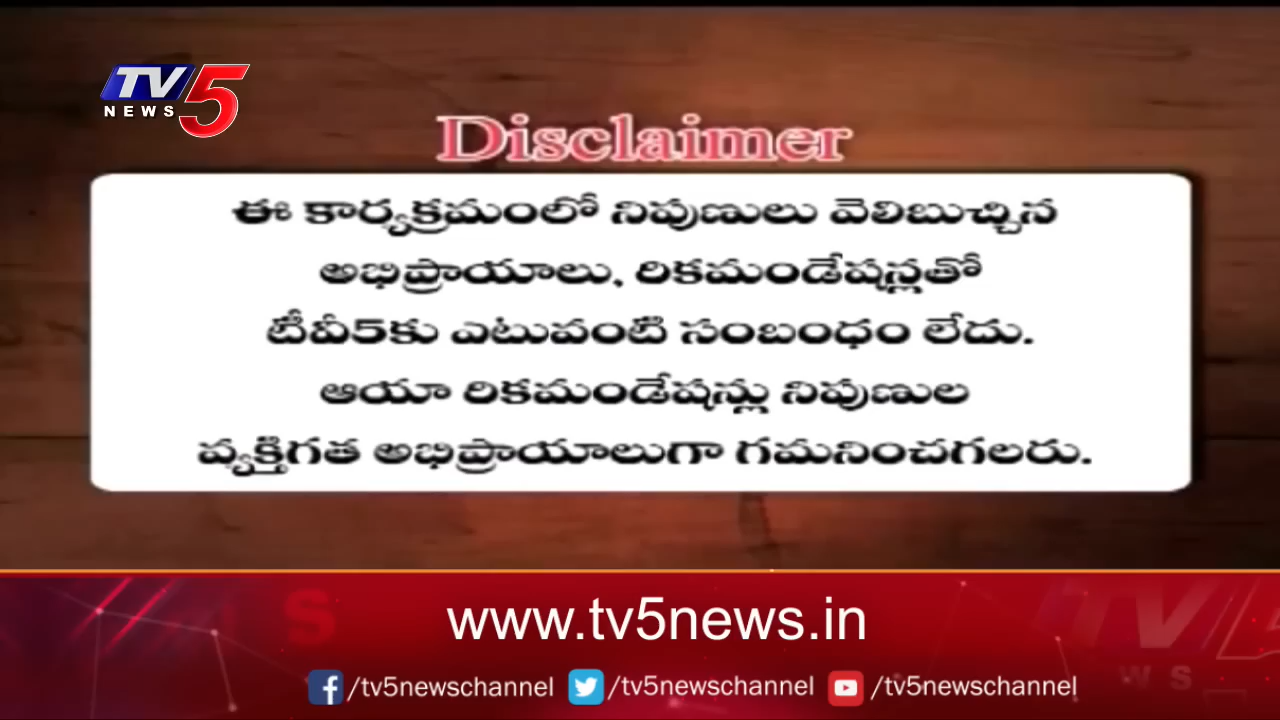 TV5
NEWS
Disclaimer
ఈ కార్యక్రమంలో నిపుణులు వెలిబుచ్చిన
అభిప్రాయాలు, రికమండేషన్లతో
టీవీ5కు ఎటువంటి సంబంధం లేదు.
ఆయా రికమండేషన్లు నిపుణుల
వ్యక్తిగత అభిప్రాయాలుగా గమనించగలరు.
www.tv5news.in
/tv5newschannel /tv5newschannel /tv5newschannel